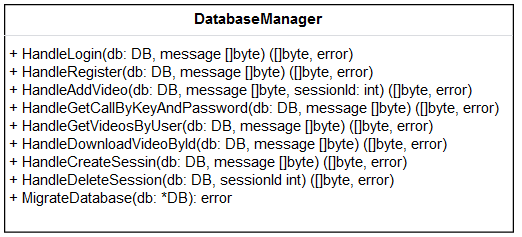 DatabaseManager
+ HandleLogin(db: DB, message []byte) ([]byte, error)
+ HandleRegister(db: DB, message []byte) ([]byte, error)
+ HandleAddVideo(db: DB, message []byte, sessionId: int) ([]byte, error)
+ HandleGetCallByKeyAndPassword(db: DB, message []byte) ([]byte, error)
+ HandleGetVideosByUser(db: DB, message []byte) ([]byte, error)
+ HandleDownloadVideoById(db: DB, message []byte) ([]byte, error)
+ HandleCreateSessin(db: DB, message []byte) ([]byte, error)
+ HandleDeleteSession(db: DB, sessionId int) ([]byte, error)
+ MigrateDatabase(db: *DB): error